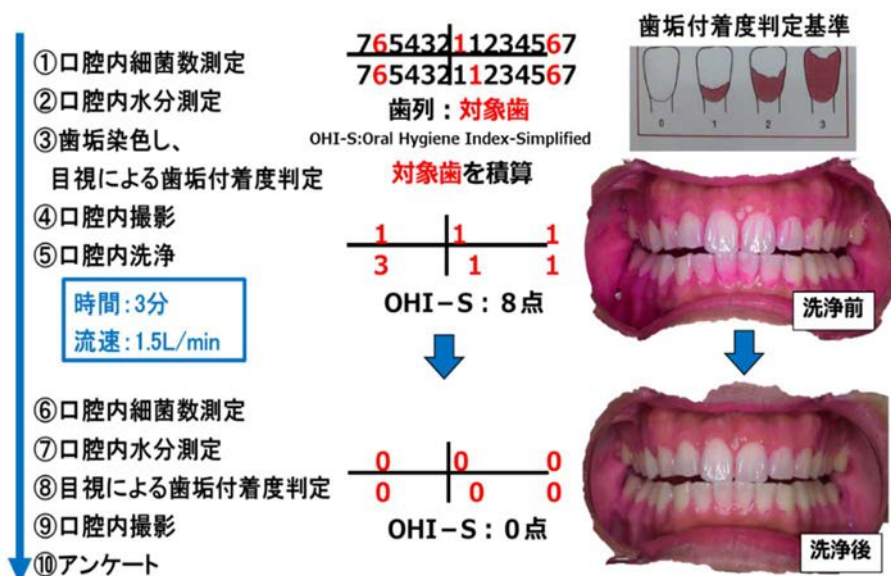 ①口腔内細菌数測定
②口腔内水分測定
③歯垢染色し、
目視による歯垢付着度判定
④口腔内撮影
⑤口腔内洗浄
時間:3分
流速:1.5L/min
⑥口腔内細菌数測定
⑦口腔内水分測定
⑧目視による歯垢付着度判定
⑨口腔内撮影
⑩アンケート
76543211234567
76543211234567
歯列：対象歯
OHI-S:Oral Hygiene Index-Simplified
対象歯を積算
1 1 1
3 1 1
OHI－S：8点
0 0 0
0 0 0
OHI－S：0点
歯垢付着度判定基準
0 1 2 3
洗浄前
洗浄後